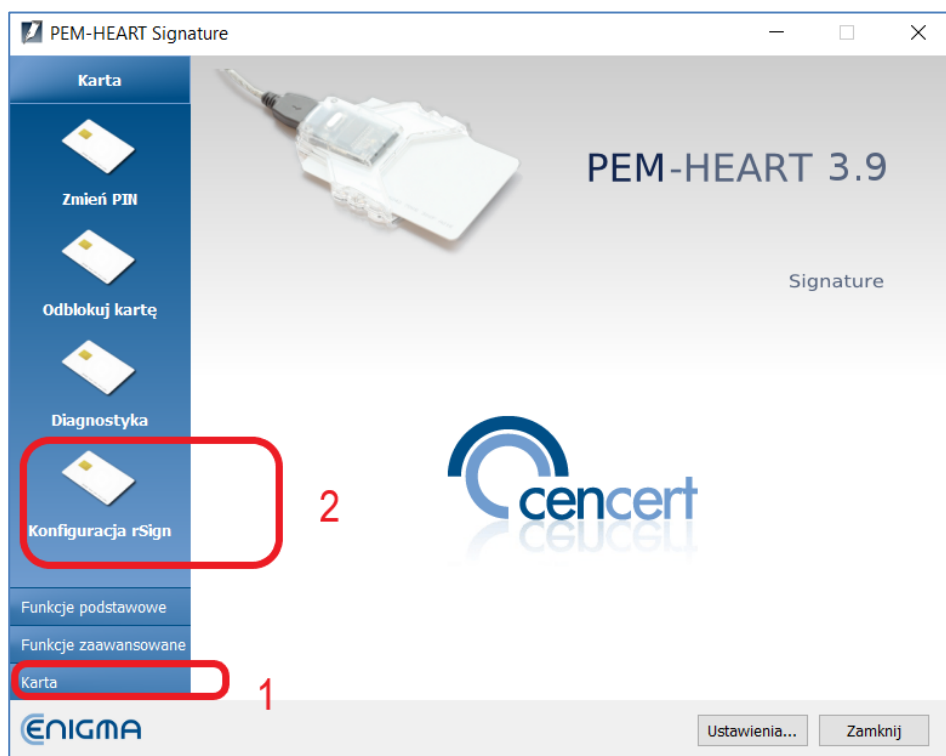 PEM-HEART Signature
Karta
Zmień PIN
Odblokuj kartę
Diagnostyka
Konfiguracja rSign
Funkcje podstawowe
Funkcje zaawansowane
Karta
1
2
PEM-HEART 3.9
Signature
cencert
ENIGMA
Ustawienia...
Zamknij